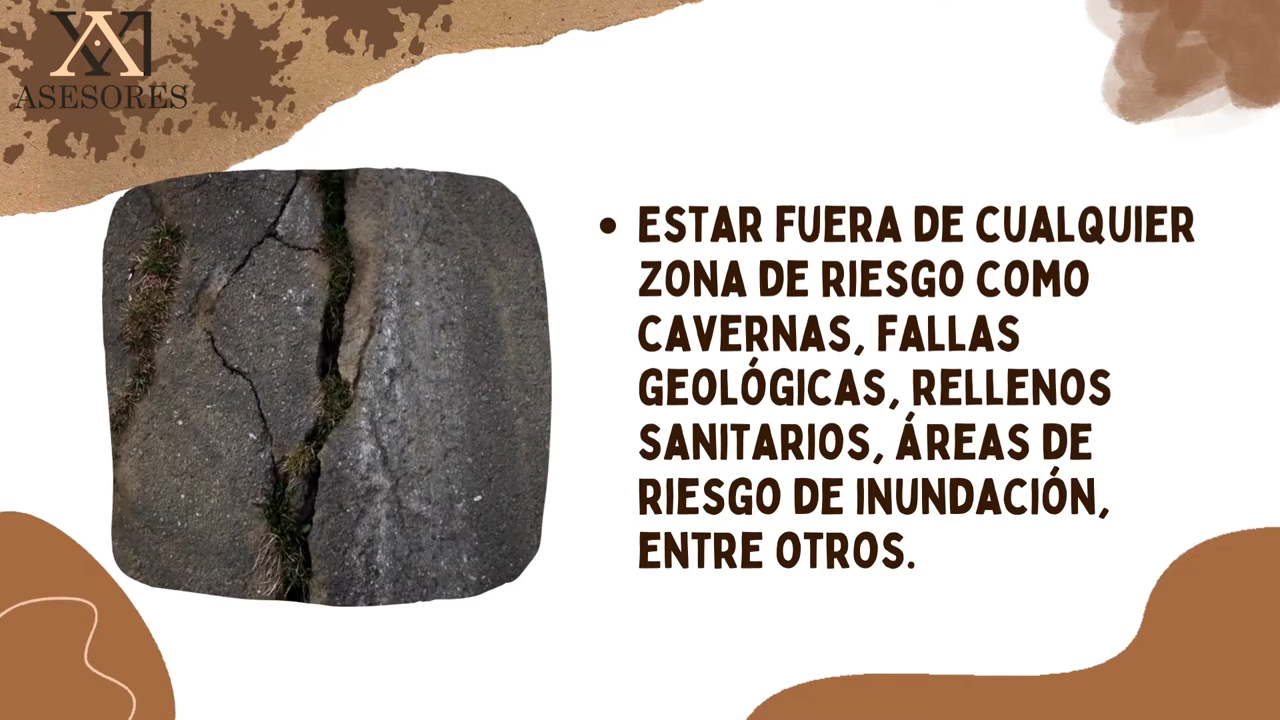 ASESORES
• ESTAR FUERA DE CUALQUIER
ZONA DE RIESGO COMO
CAVERNAS, FALLAS
GEOLÓGICAS, RELLENOS
SANITARIOS, ÁREAS DE
RIESGO DE INUNDACIÓN,
ENTRE OTROS.